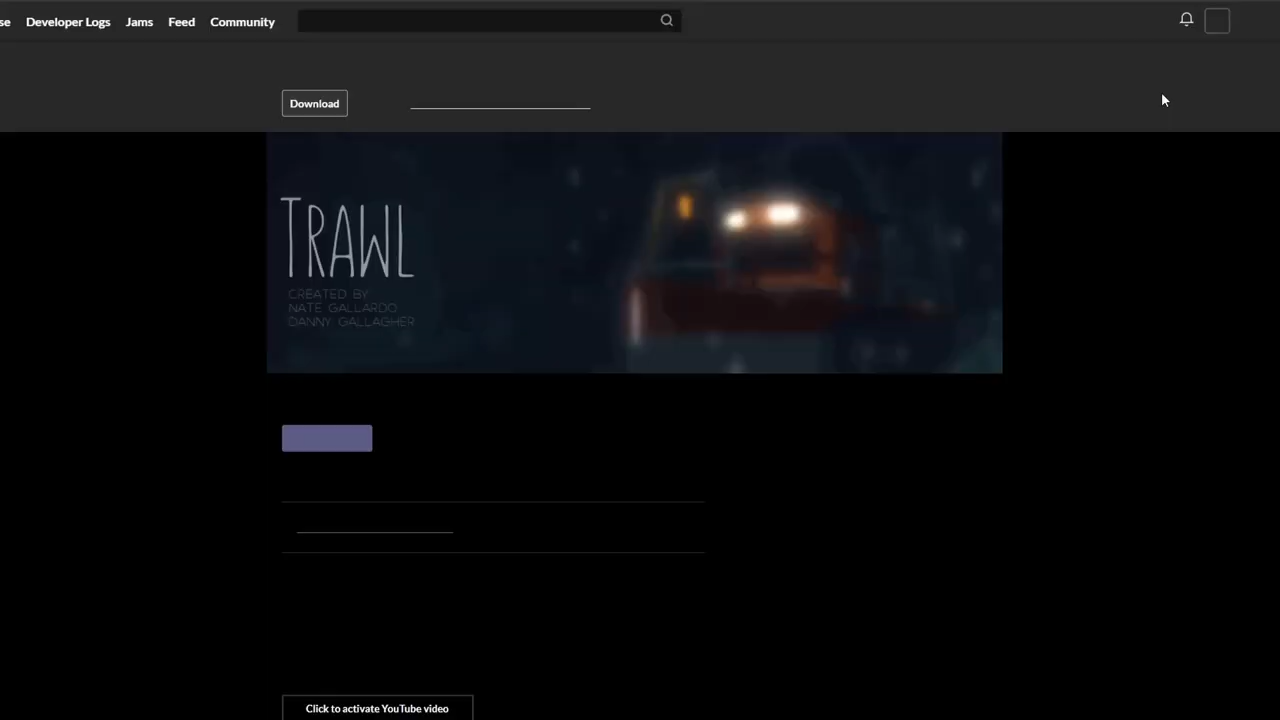 se Developer Logs Jams Feed Community
Download
TRAWL
CREATED BY
NATE GALLARDO
DANNY GALLAGHER
Click to activate YouTube video